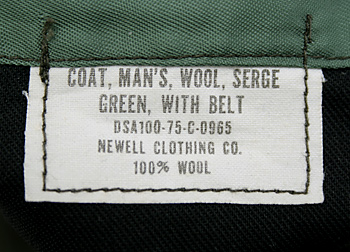 COAT, MAN'S, WOOL, SERGE
GREEN, WITH BELT
DSA100-75-C-0965
NEWELL CLOTHING CO.
100% WOOL